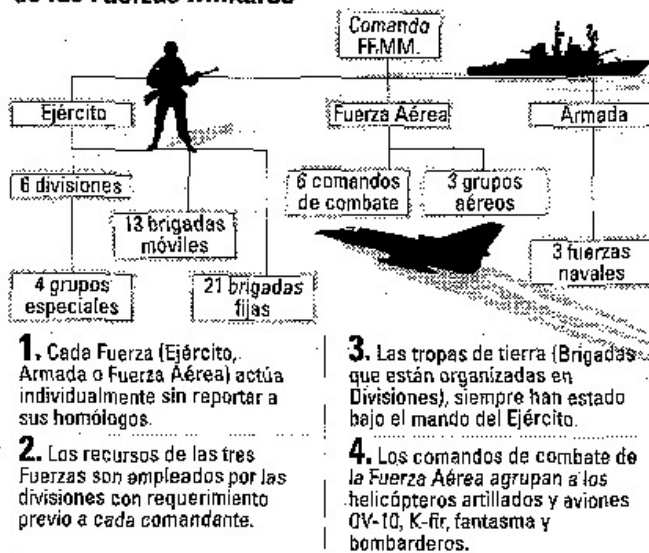 de las Fuerzas Militares
Comando
FF.MM.
Ejército
Fuerza Aérea
Armada
6 divisiones
13 brigadas
móviles
6 comandos
de combate
3 grupos
aéreos
4 grupos
especiales
21 brigadas
fijas
3 fuerzas
navales
1. Cada Fuerza (Ejército,
Armada o Fuerza Aérea) actúa
individualmente sin reportar a
sus homólogos.
2. Los recursos de las tres
Fuerzas son empleados por las
divisiones con requerimiento
previo a cada comandante.
3. Las tropas de tierra (Brigadas
que están organizadas en
Divisiones), siempre han estado
bajo el mando del Ejército.
4. Los comandos de combate de
la Fuerza Aérea agrupan a los
helicópteros artillados y aviones
OV-10, K-fir, fantasma y
bombarderos.